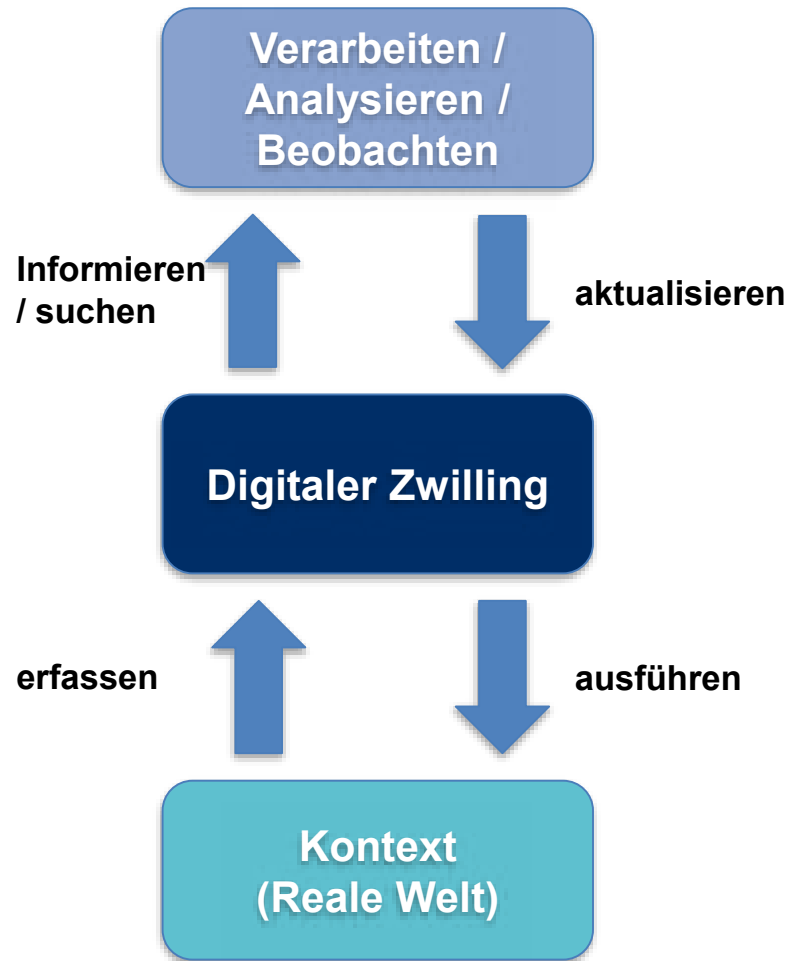 Verarbeiten /
Analysieren /
Beobachten
Informieren
/ suchen
aktualisieren
Digitaler Zwilling
erfassen
ausführen
Kontext
(Reale Welt)